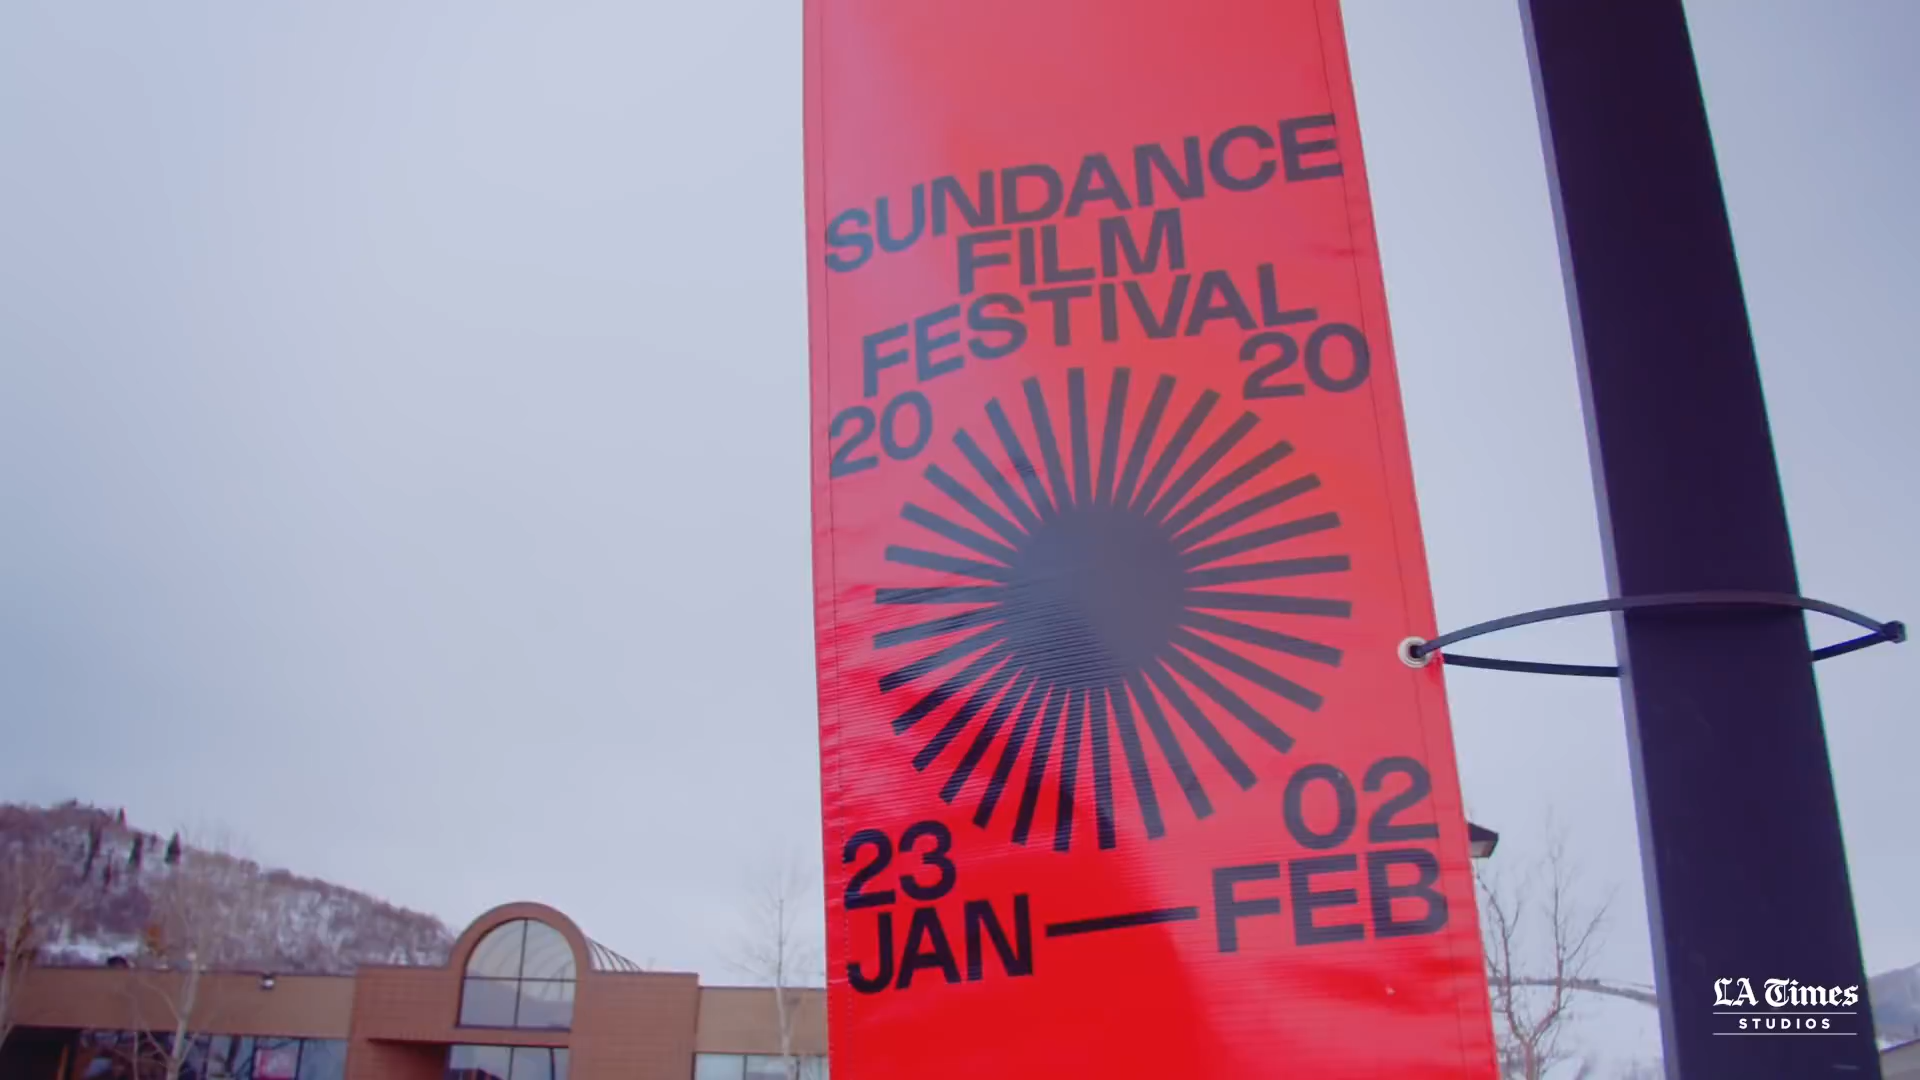 SUNDANCE
FILM
FESTIVAL
20 20
23 02
JAN — FEB
LA Times
STUDIOS